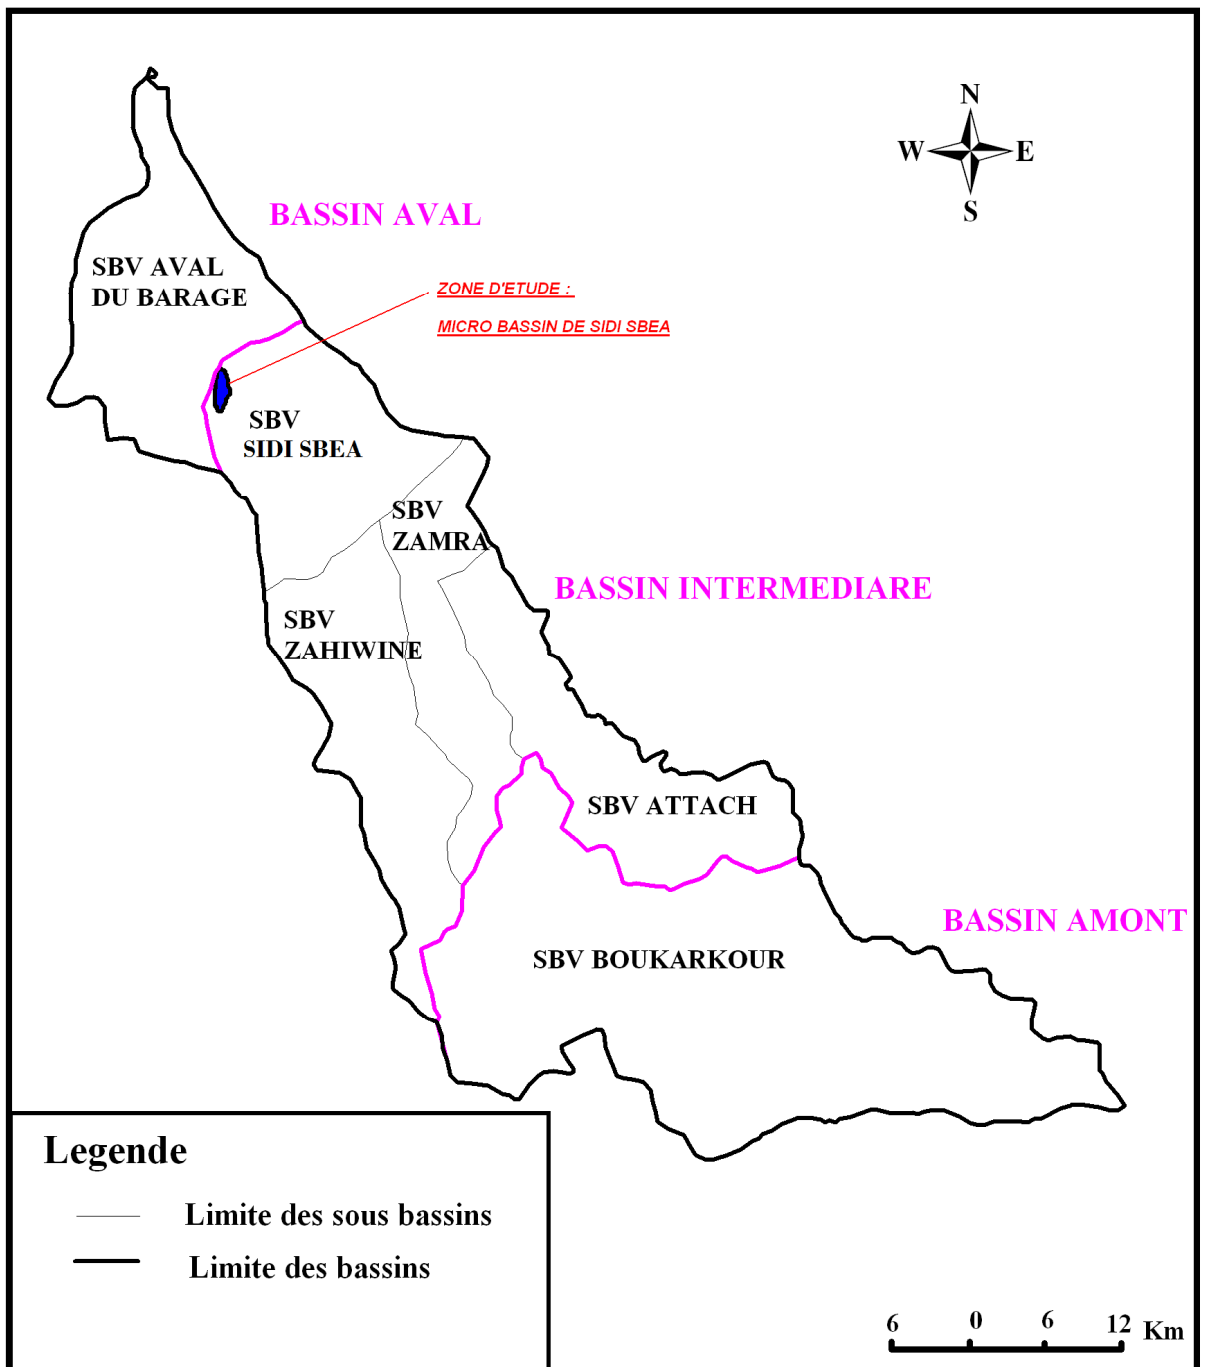 N
W E
S
BASSIN AVAL
SBV AVAL
DU BARAGE
ZONE D'ETUDE :
MICRO BASSIN DE SIDI SBEA
SBV
SIDI SBEA
SBV
ZAMRA
BASSIN INTERMEDIARE
SBV
ZAHIWINE
SBV ATTACH
BASSIN AMONT
SBV BOUKARKOUR
Legende
Limite des sous bassins
Limite des bassins
6 0 6 12 Km